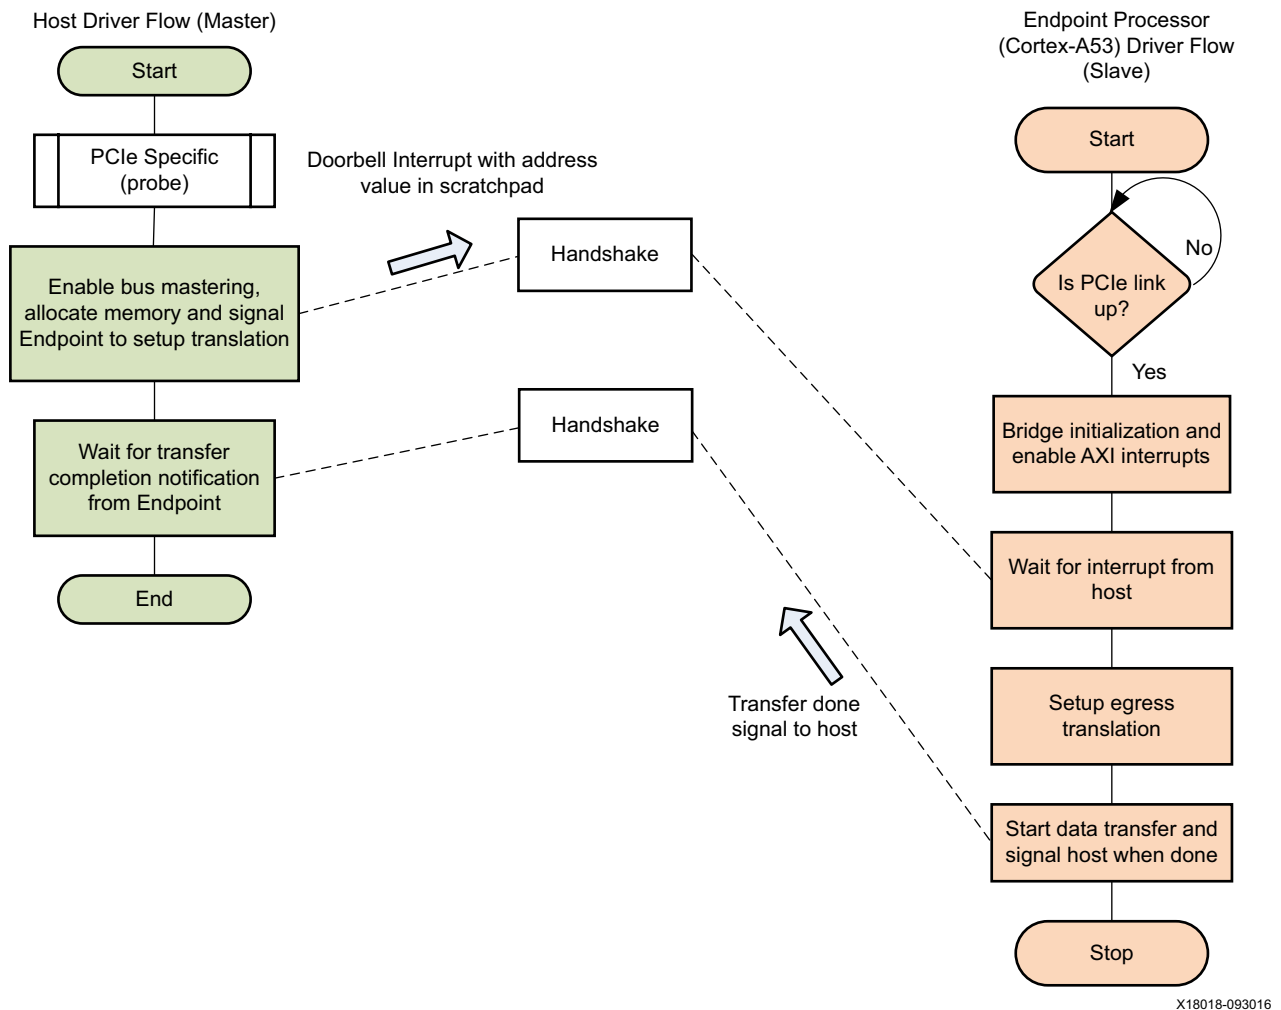 Host Driver Flow (Master)
Start
PCIe Specific
(probe)
Enable bus mastering,
allocate memory and signal
Endpoint to setup translation
Wait for transfer
completion notification
from Endpoint
End
Doorbell Interrupt with address
value in scratchpad
Handshake
Handshake
Transfer done
signal to host
Endpoint Processor
(Cortex-A53) Driver Flow
(Slave)
Start
No
Is PCIe link
up?
Yes
Bridge initialization and
enable AXI interrupts
Wait for interrupt from
host
Setup egress
translation
Start data transfer and
signal host when done
Stop
X18018-093016